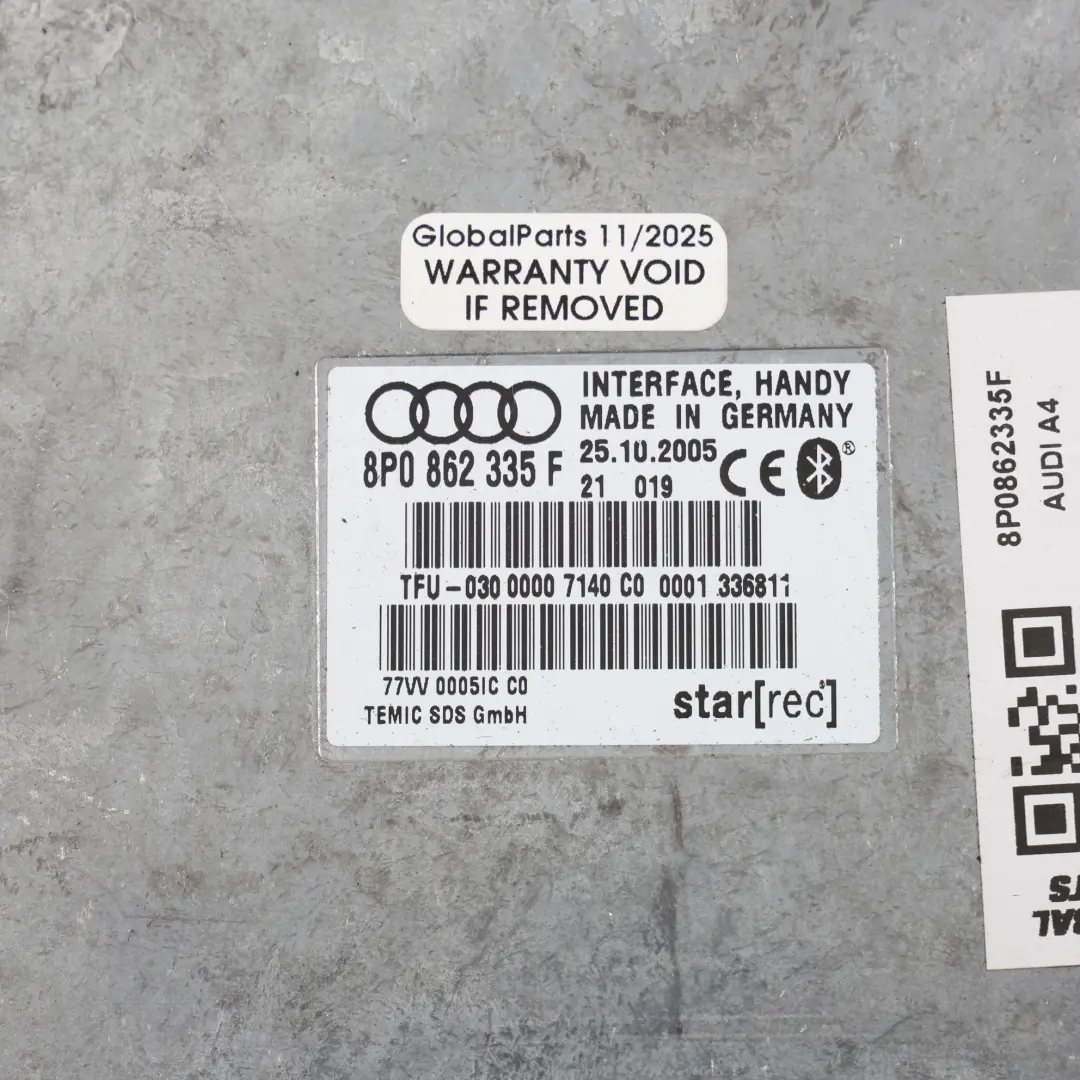 GlobalParts 11/2025
WARRANTY VOID
IF REMOVED
INTERFACE, HANDY
MADE IN GERMANY
8P0 862 335 F
25.10.2005
21 019
CE
®
TFU-030 0000 7140 C0 0001 336811
77VV 0005IC C0
TEMIC SDS GmbH
star[rec]
8P0862335F
AUDI A4